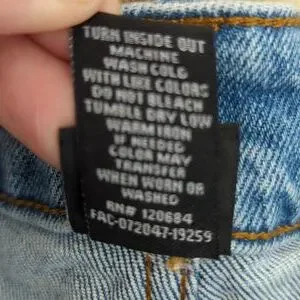 TURN INSIDE OUT
MACHINE
WASH COLD
WITH LIKE COLORS
DO NOT BLEACH
TUMBLE DRY LOW
WARM IRON
IF NEEDED
COLOR MAY
TRANSFER
WHEN WORN OR
WASHED
RN# 120684
FAC-072047-19259